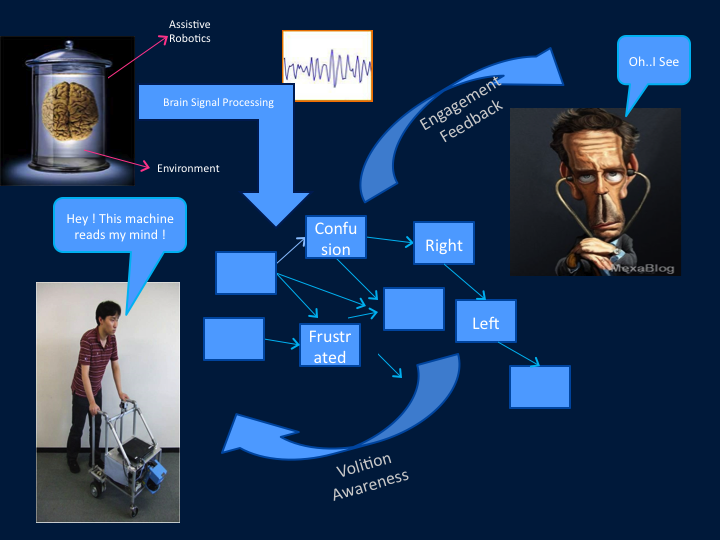 Assistive
Robotics
Brain Signal Processing
Environment
Engagement
Feedback
Oh..I See
MexaBlog
Hey ! This machine
reads my mind !
Confu
sion
Right
Left
Frustr
ated
Volition
Awareness